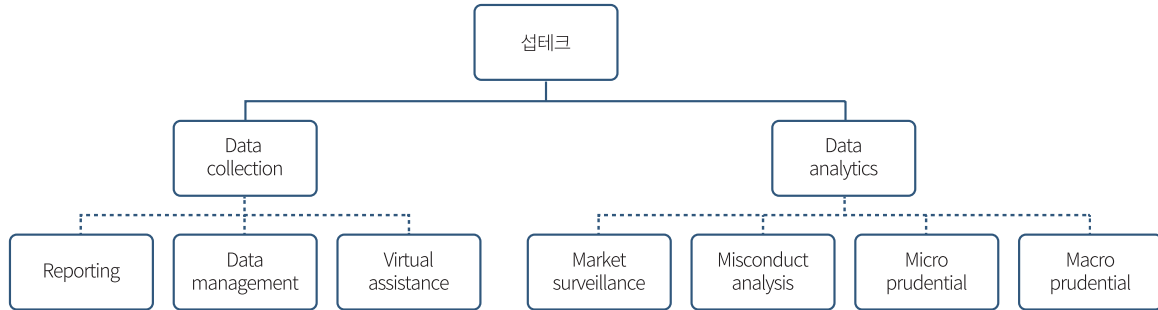 섭테크
Data
collection
Data
analytics
Reporting
Data
management
Virtual
assistance
Market
surveillance
Misconduct
analysis
Micro
prudential
Macro
prudential